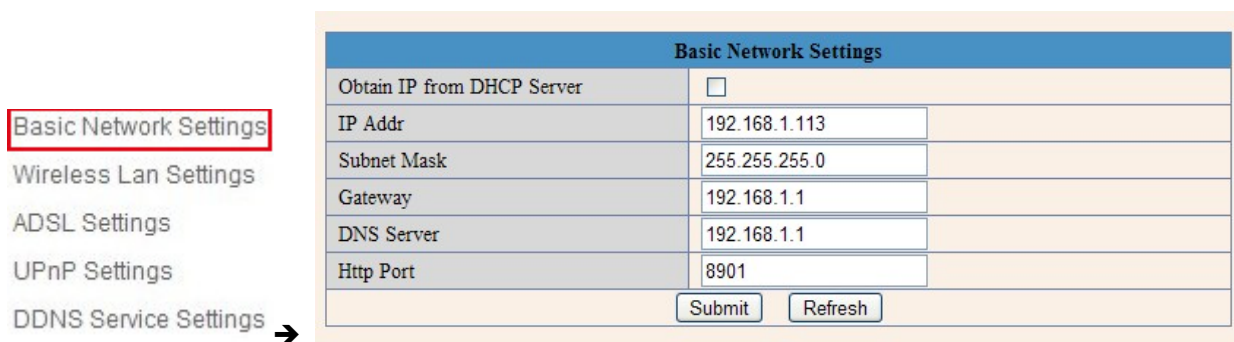 Basic Network Settings
Wireless Lan Settings
ADSL Settings
UPnP Settings
DDNS Service Settings →
Basic Network Settings
Obtain IP from DHCP Server
IP Addr 192.168.1.113
Subnet Mask 255.255.255.0
Gateway 192.168.1.1
DNS Server 192.168.1.1
Http Port 8901
Submit Refresh